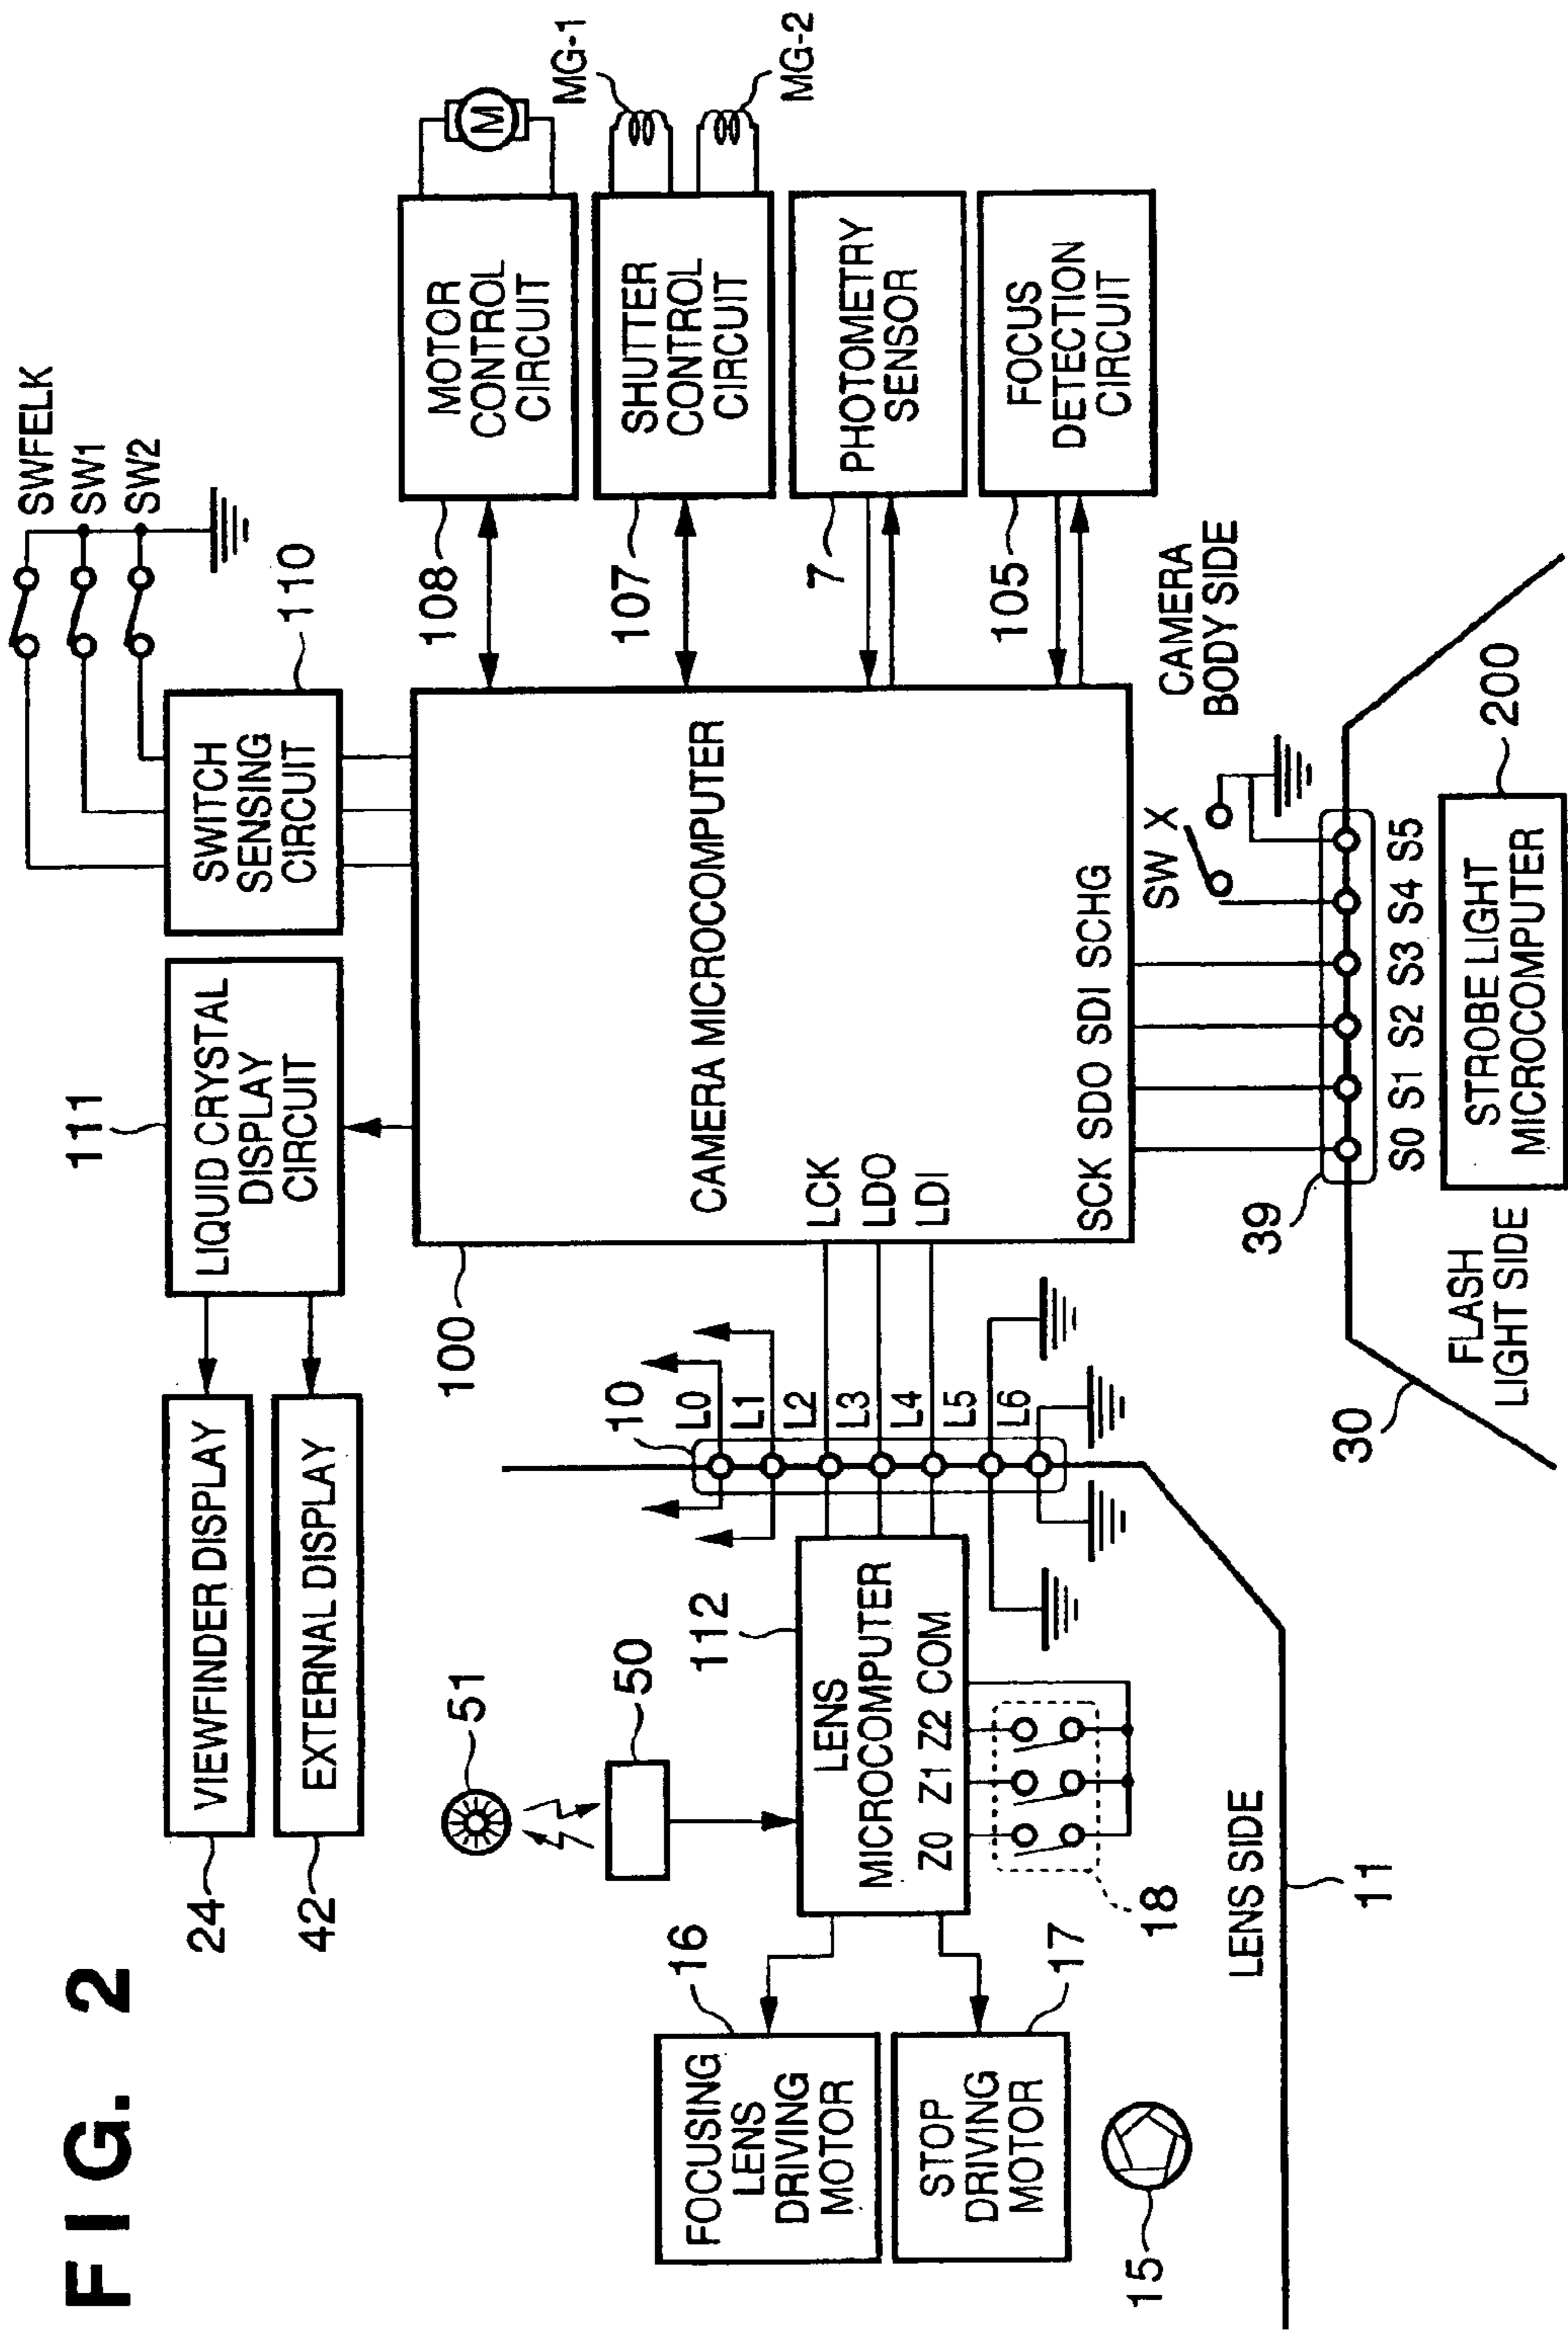 FIG. 2
24
VIEWFINDER DISPLAY
42
EXTERNAL DISPLAY
111
LIQUID CRYSTAL
DISPLAY
CIRCUIT
SWITCH
SENSING
CIRCUIT
110
SWFELK
SW1
SW2
100
CAMERA MICROCOMPUTER
LCK
LDO
LDI
SCK SDO SDI SCHG
108
MOTOR
CONTROL
CIRCUIT
M
107
SHUTTER
CONTROL
CIRCUIT
MG-1
MG-2
7
PHOTOMETRY
SENSOR
105
FOCUS
DETECTION
CIRCUIT
CAMERA
BODY SIDE
51
50
112
LENS
MICROCOMPUTER
Z0 Z1 Z2 COM
18
10
L0
L1
L2
L3
L4
L5
L6
16
FOCUSING
LENS
DRIVING
MOTOR
17
STOP
DRIVING
MOTOR
15
LENS SIDE
11
SW X
39
S0 S1 S2 S3 S4 S5
30
FLASH
LIGHT SIDE
STROBE LIGHT
MICROCOMPUTER
200